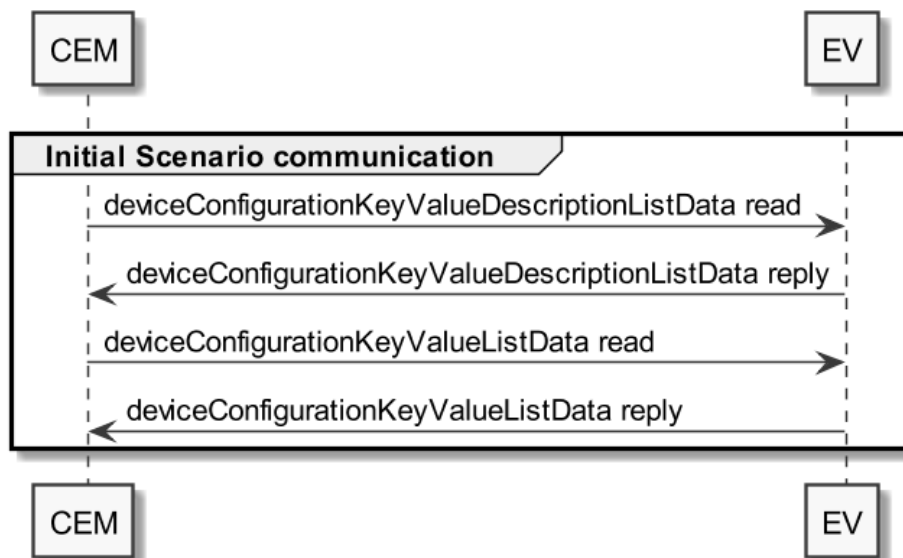 CEM EV
Initial Scenario communication
deviceConfigurationKeyValueDescriptionListData read
deviceConfigurationKeyValueDescriptionListData reply
deviceConfigurationKeyValueListData read
deviceConfigurationKeyValueListData reply
CEM EV